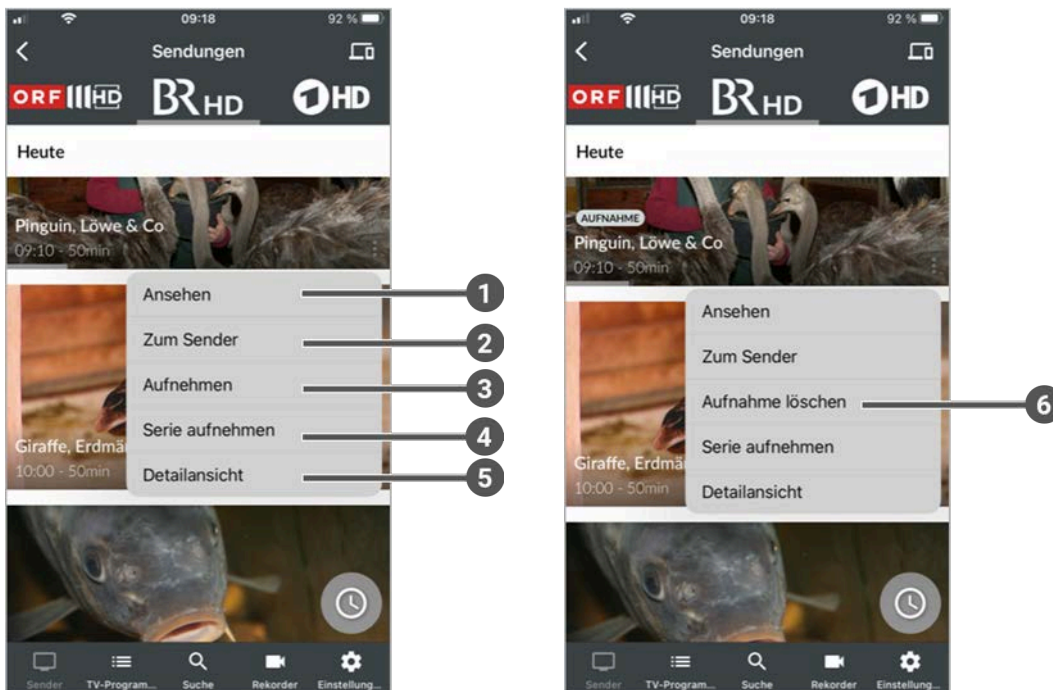 09:18
92 %
Sendungen
ORF III HD
BR HD
1 HD
Heute
Pinguin, Löwe & Co
09:10 - 50min
Ansehen
1
Zum Sender
2
Aufnehmen
3
Serie aufnehmen
4
Detailansicht
5
Giraffe, Erdmä
10:00 - 50min
Sender
TV-Program...
Suche
Rekorder
Einstellung...
09:18
92 %
Sendungen
ORF III HD
BR HD
1 HD
Heute
AUFNAHME
Pinguin, Löwe & Co
09:10 - 50min
Ansehen
Zum Sender
Aufnahme löschen
6
Serie aufnehmen
Detailansicht
Giraffe, Erdmä
10:00 - 50min
Sender
TV-Program...
Suche
Rekorder
Einstellung...